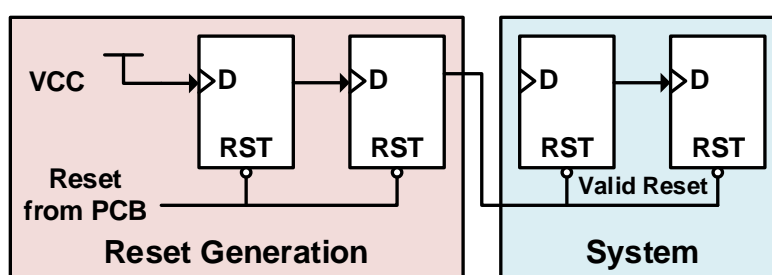 VCC
D
RST
D
RST
Reset
from PCB
Reset Generation
D
RST
D
RST
Valid Reset
System